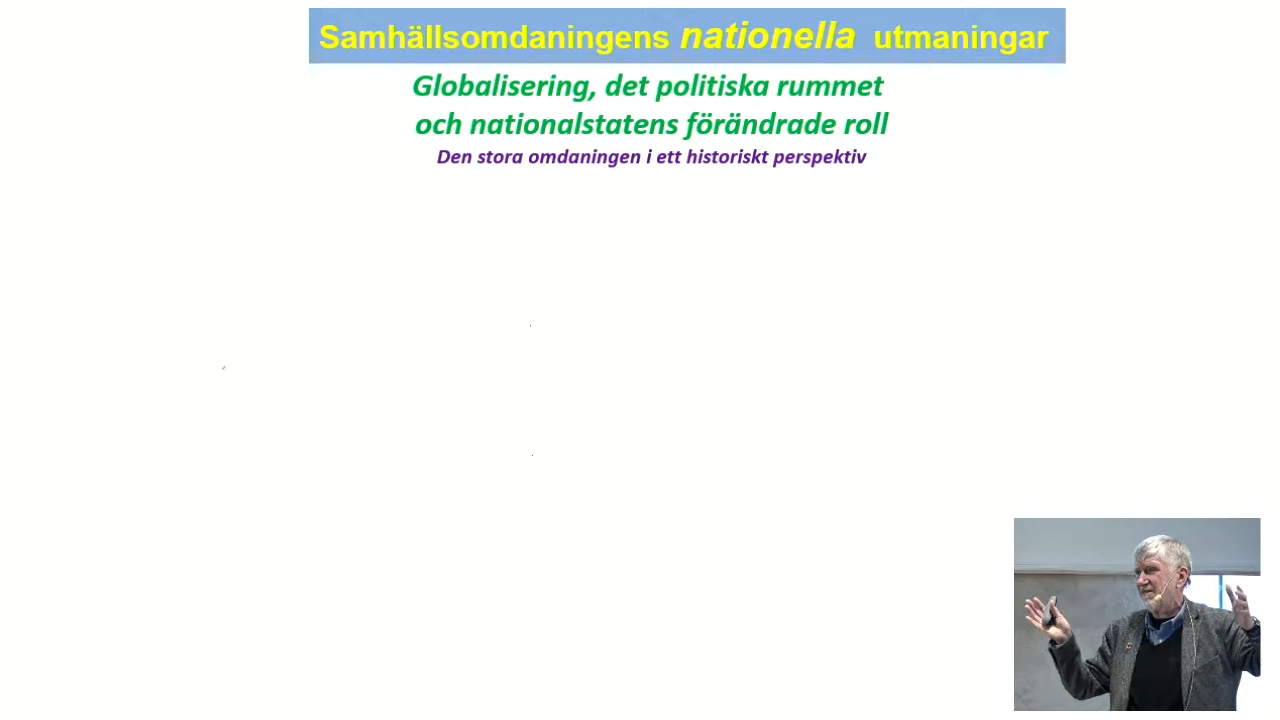 Samhällsomdaningens nationella utmaningar
Globalisering, det politiska rummet
och nationalstatens förändrade roll
Den stora omdaningen i ett historiskt perspektiv